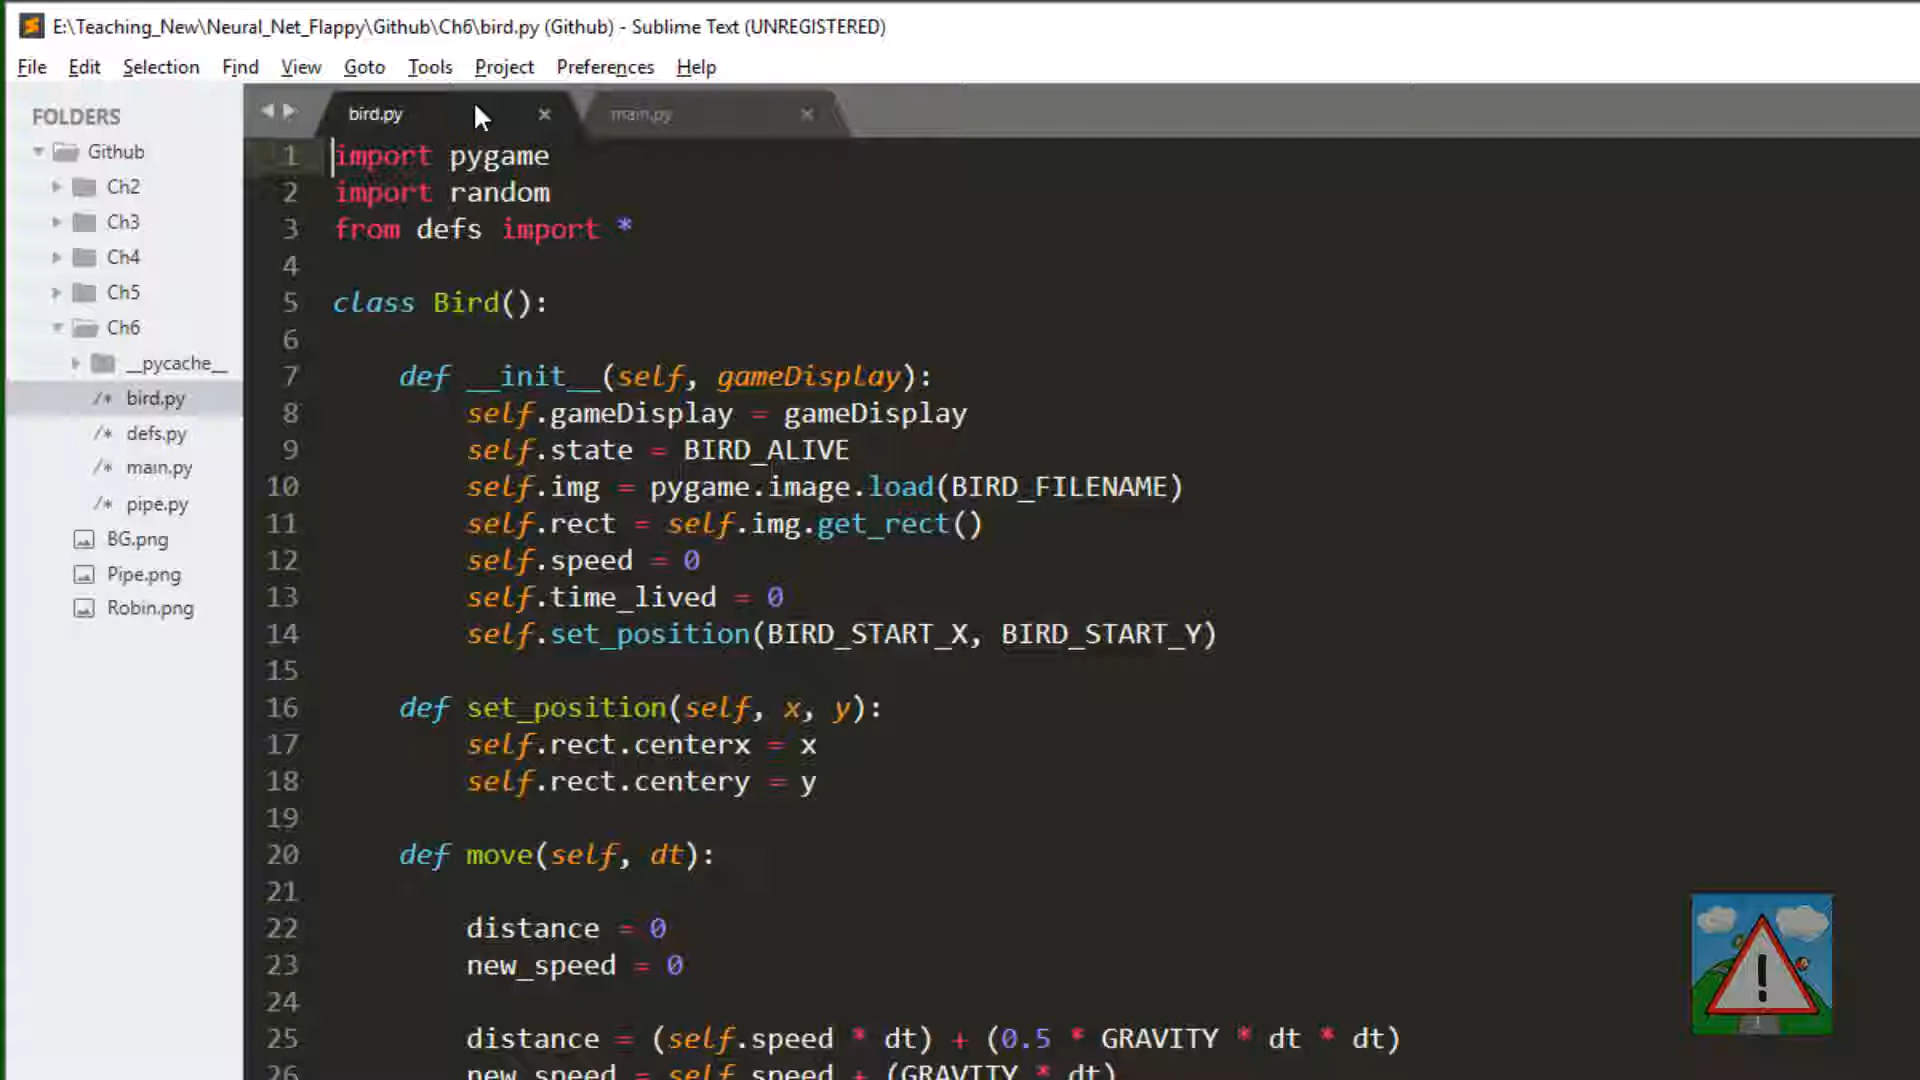 E:\Teaching_New\Neural_Net_Flappy\Github\Ch6\bird.py (Github) - Sublime Text (UNREGISTERED)
File Edit Selection Find View Goto Tools Project Preferences Help
FOLDERS
Github
Ch2
Ch3
Ch4
Ch5
Ch6
__pycache__
/* bird.py
/* defs.py
/* main.py
/* pipe.py
BG.png
Pipe.png
Robin.png
bird.py × main.py ×
1 import pygame
2 import random
3 from defs import *
4
5 class Bird():
6
7 def __init__(self, gameDisplay):
8 self.gameDisplay = gameDisplay
9 self.state = BIRD_ALIVE
10 self.img = pygame.image.load(BIRD_FILENAME)
11 self.rect = self.img.get_rect()
12 self.speed = 0
13 self.time_lived = 0
14 self.set_position(BIRD_START_X, BIRD_START_Y)
15
16 def set_position(self, x, y):
17 self.rect.centerx = x
18 self.rect.centery = y
19
20 def move(self, dt):
21
22 distance = 0
23 new_speed = 0
24
25 distance = (self.speed * dt) + (0.5 * GRAVITY * dt * dt)
26 new_speed = self.speed + (GRAVITY * dt)
!